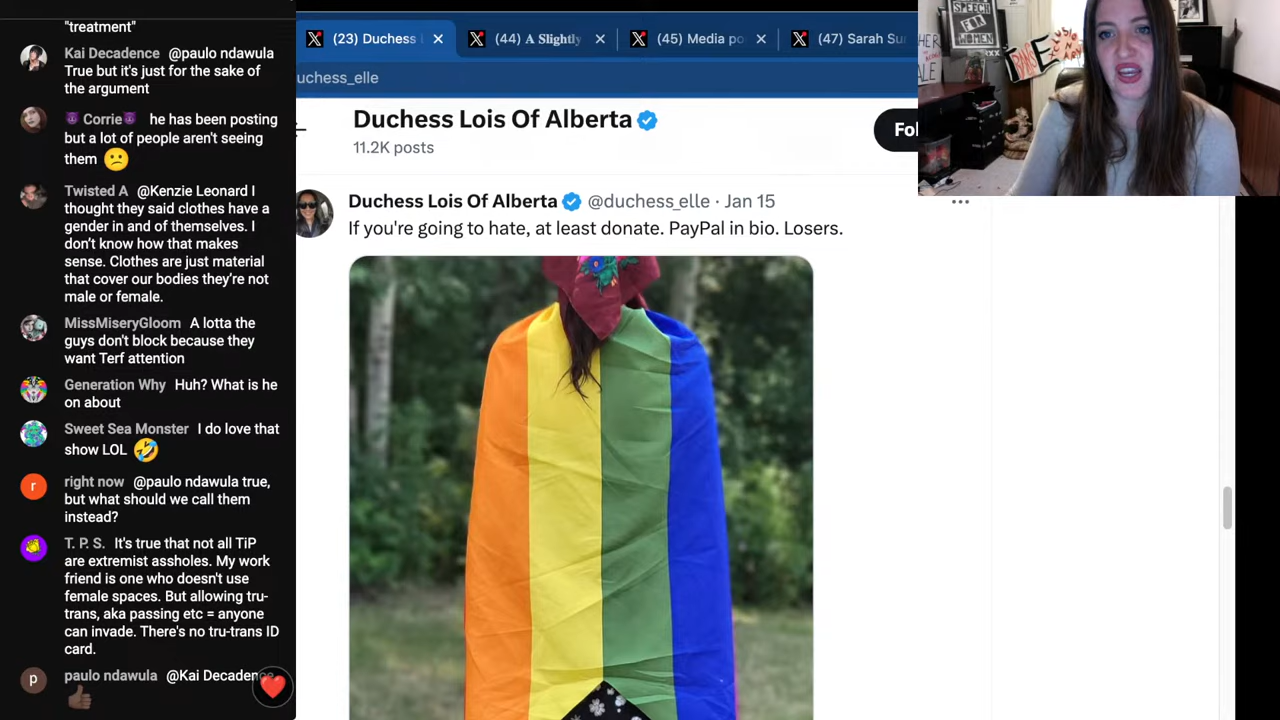 "treatment"
Kai Decadence @paulo ndawula
True but it's just for the sake of
the argument
Corrie he has been posting
but a lot of people aren't seeing
them
Twisted A @Kenzie Leonard I
thought they said clothes have a
gender in and of themselves. I
don't know how that makes
sense. Clothes are just material
that cover our bodies they're not
male or female.
MissMiseryGloom A lotta the
guys don't block because they
want Terf attention
Generation Why Huh? What is he
on about
Sweet Sea Monster I do love that
show LOL
right now @paulo ndawula true,
but what should we call them
instead?
T. P. S. It's true that not all TiP
are extremist assholes. My work
friend is one who doesn't use
female spaces. But allowing tru-
trans, aka passing etc = anyone
can invade. There's no tru-trans ID
card.
paulo ndawula @Kai Decadence
r
p
(23) Duchess
(44) A Slightly
(45) Media po
(47) Sarah Su
uchess_elle
Duchess Lois Of Alberta
11.2K posts
Fol
Duchess Lois Of Alberta @duchess_elle · Jan 15
If you're going to hate, at least donate. PayPal in bio. Losers.
SPEECH
FOR
WOMEN